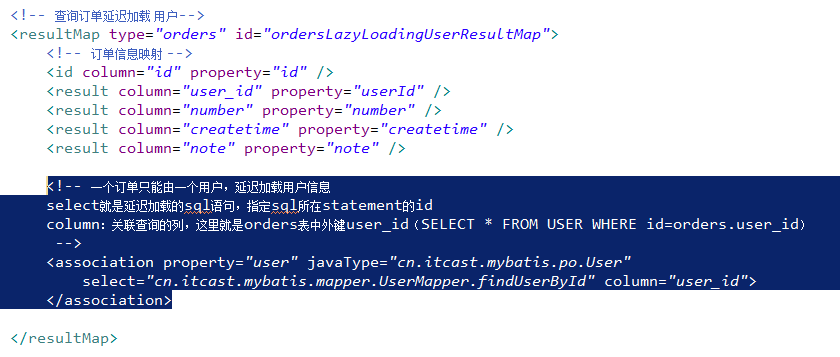 <!-- 查询订单延迟加载 用户-->
<resultMap type="orders" id="ordersLazyLoadingUserResultMap">
<!-- 订单信息映射 -->
<id column="id" property="id" />
<result column="user_id" property="userId" />
<result column="number" property="number" />
<result column="createtime" property="createtime" />
<result column="note" property="note" />
<!-- 一个订单只能由一个用户，延迟加载用户信息
select就是延迟加载的sql语句，指定sql所在statement的id
column：关联查询的列，这里就是orders表中外键user_id（SELECT * FROM USER WHERE id=orders.user_id）
-->
<association property="user" javaType="cn.itcast.mybatis.po.User"
select="cn.itcast.mybatis.mapper.UserMapper.findUserById" column="user_id">
</association>
</resultMap>